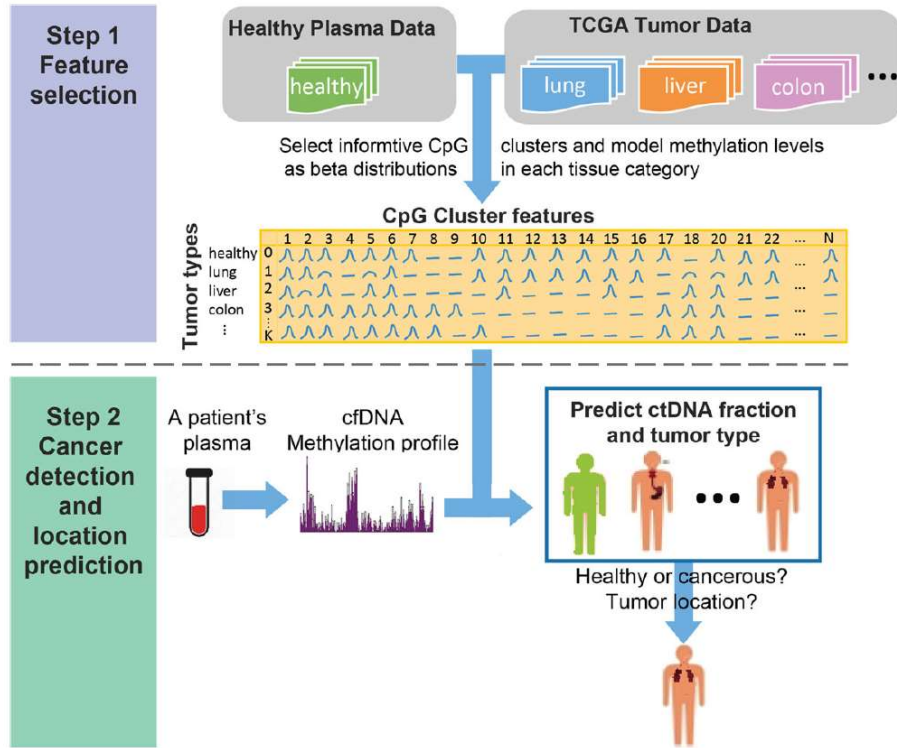 Step 1
Feature
selection
Healthy Plasma Data
healthy
TCGA Tumor Data
lung
liver
colon
...
Select informtive CpG
as beta distributions
clusters and model methylation levels
in each tissue category
CpG Cluster features
1 2 3 4 5 6 7 8 9 10 11 12 13 14 15 16 17 18 20 21 22 ... N
Tumor types
healthy 0 ...
lung 1 ...
liver 2 ...
colon 3 ...
⋮ K ...
Step 2
Cancer
detection
and
location
prediction
A patient's
plasma
cfDNA
Methylation profile
Predict ctDNA fraction
and tumor type
...
Healthy or cancerous?
Tumor location?